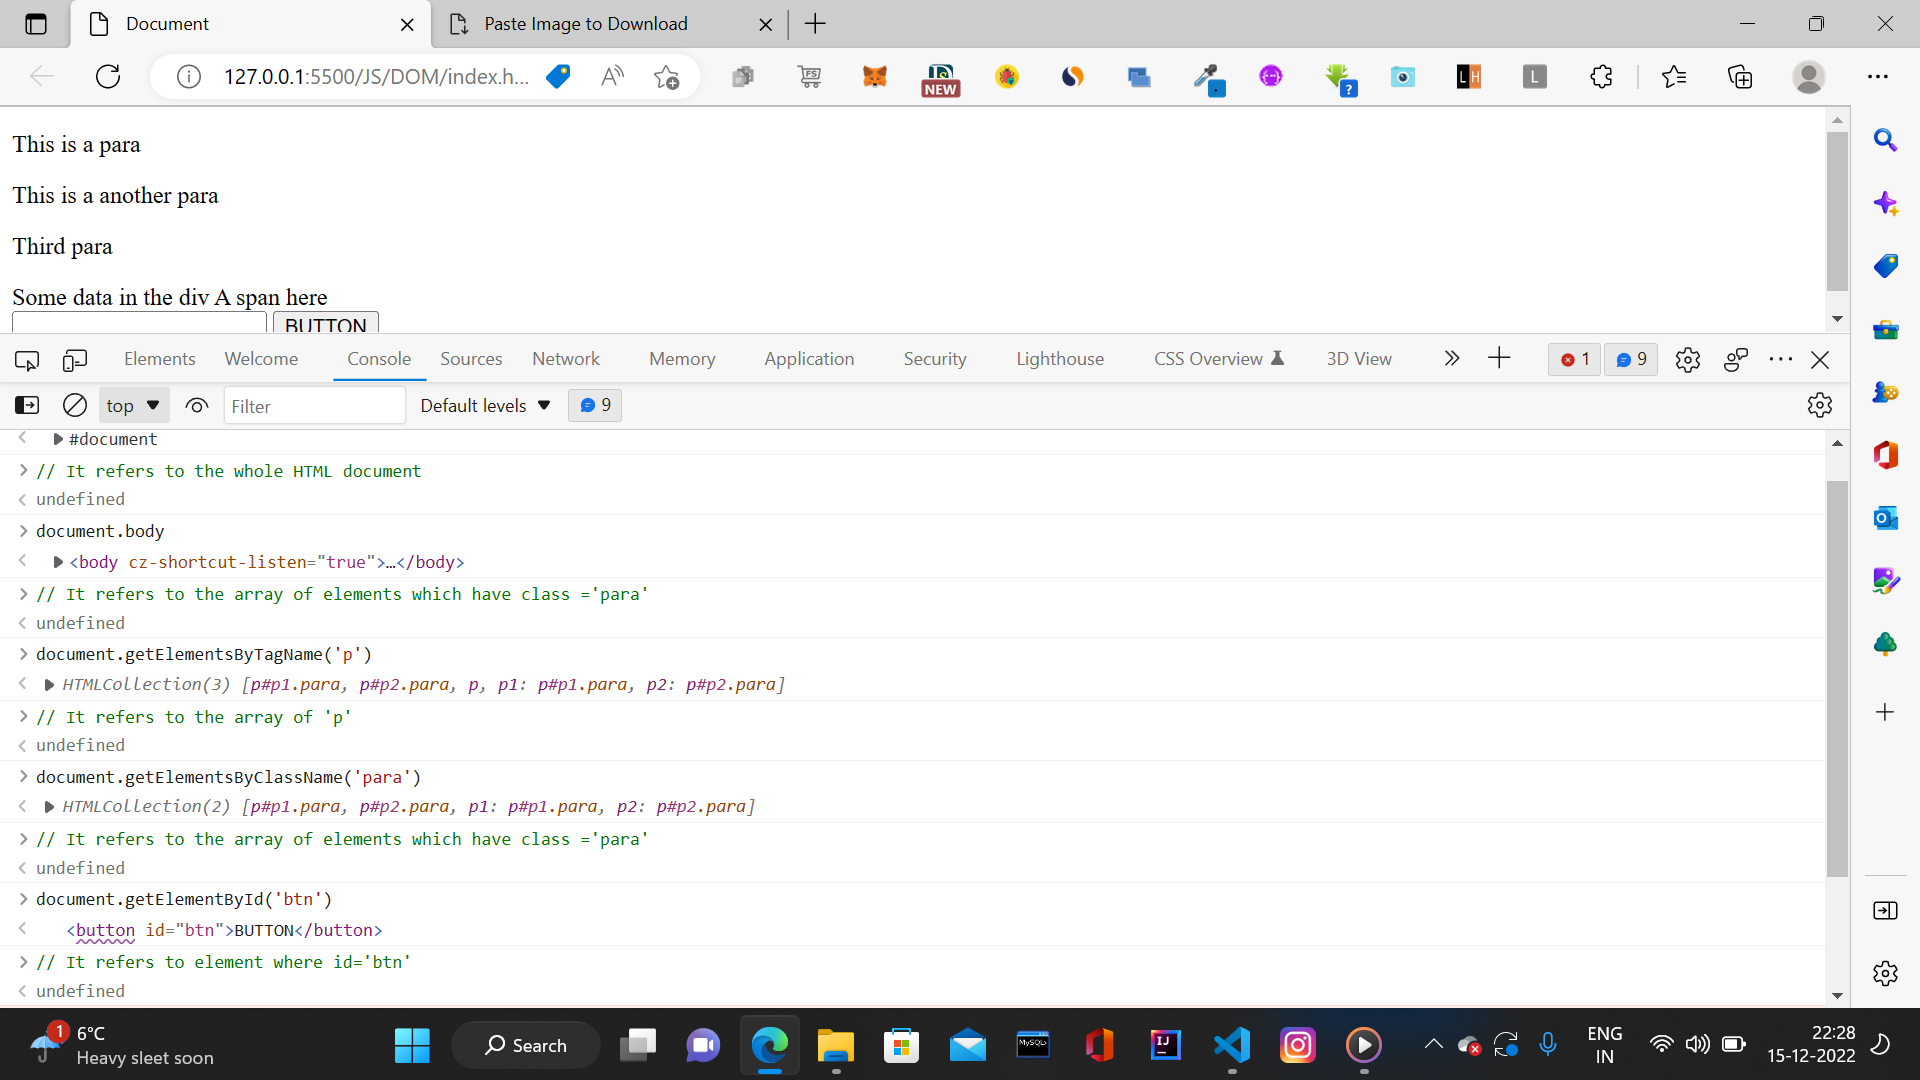 Document
Paste Image to Download
127.0.0.1:5500/JS/DOM/index.h...
NEW
FS
?
LH
L
This is a para
This is a another para
Third para
Some data in the div A span here
BUTTON
Elements Welcome Console Sources Network Memory Application Security Lighthouse CSS Overview 3D View 1 9
top Filter Default levels 9
#document
// It refers to the whole HTML document
undefined
document.body
<body cz-shortcut-listen="true">…</body>
// It refers to the array of elements which have class ='para'
undefined
document.getElementsByTagName('p')
HTMLCollection(3) [p#p1.para, p#p2.para, p, p1: p#p1.para, p2: p#p2.para]
// It refers to the array of 'p'
undefined
document.getElementsByClassName('para')
HTMLCollection(2) [p#p1.para, p#p2.para, p1: p#p1.para, p2: p#p2.para]
// It refers to the array of elements which have class ='para'
undefined
document.getElementById('btn')
<button id="btn">BUTTON</button>
// It refers to element where id='btn'
undefined
1
6°C
Heavy sleet soon
Search
MySQL>
IJ
ENG
IN
22:28
15-12-2022